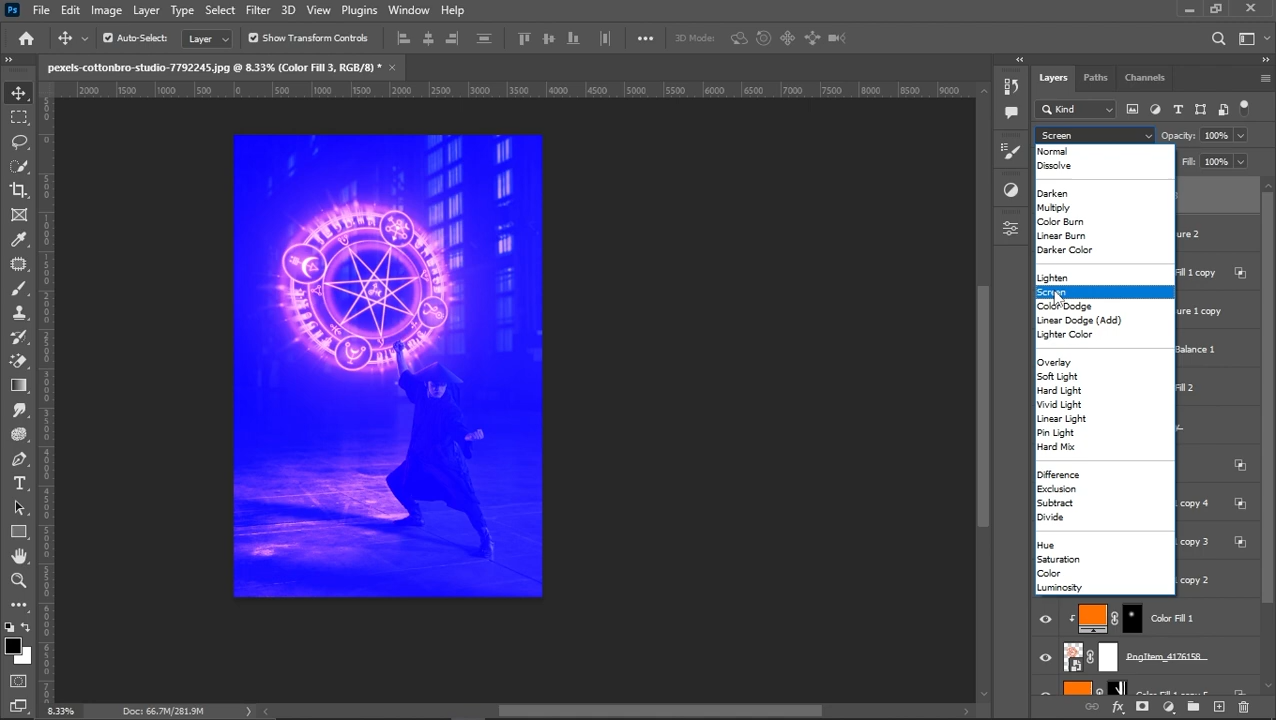 Ps File Edit Image Layer Type Select Filter 3D View Plugins Window Help
Auto-Select: Layer Show Transform Controls 3D Mode:
pexels-cottonbro-studio-7792245.jpg @ 8.33% (Color Fill 3, RGB/8) *
2000 1500 1000 500 0 500 1000 1500 2000 2500 3000 3500 4000 4500 5000 5500 6000 6500 7000 7500 8000 8500 9000
Layers Paths Channels
Kind
Screen Opacity: 100%
Fill: 100%
Normal
Dissolve
Darken
Multiply
Color Burn
Linear Burn
Darker Color
Lighten
Screen
Color Dodge
Linear Dodge (Add)
Lighter Color
Overlay
Soft Light
Hard Light
Vivid Light
Linear Light
Pin Light
Hard Mix
Difference
Exclusion
Subtract
Divide
Hue
Saturation
Color
Luminosity
ure 2
Fill 1 copy
ure 1 copy
Balance 1
Fill 2
copy 4
copy 3
copy 2
Color Fill 1
PngItem_4176158...
Color Fill 1 copy 5
8.33% Doc: 66.7M/281.9M